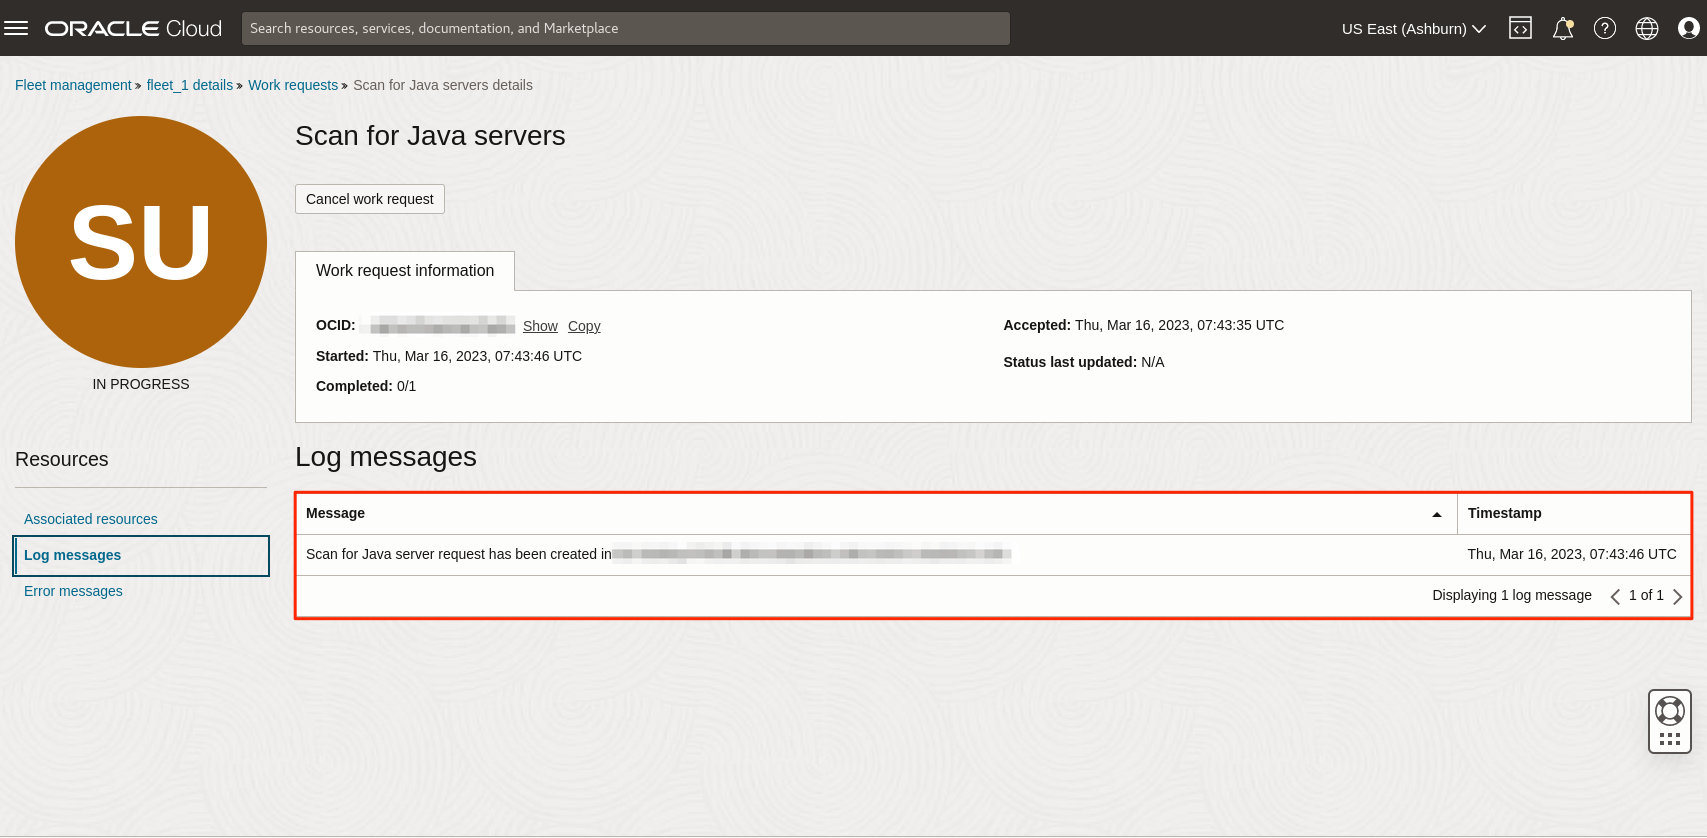 ORACLE Cloud
Search resources, services, documentation, and Marketplace
US East (Ashburn)
Fleet management » fleet_1 details » Work requests » Scan for Java servers details
SU
IN PROGRESS
Scan for Java servers
Cancel work request
Work request information
OCID: Show Copy
Started: Thu, Mar 16, 2023, 07:43:46 UTC
Completed: 0/1
Accepted: Thu, Mar 16, 2023, 07:43:35 UTC
Status last updated: N/A
Resources
Associated resources
Log messages
Error messages
Log messages
Message Timestamp
Scan for Java server request has been created in Thu, Mar 16, 2023, 07:43:46 UTC
Displaying 1 log message 1 of 1